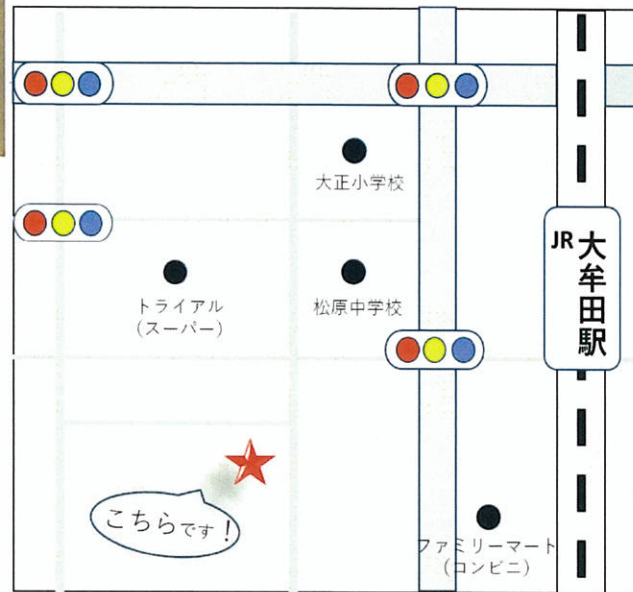 大正小学校
JR 大牟田駅
トライアル
(スーパー)
松原中学校
こちらです！
ファミリーマート
(コンビニ)